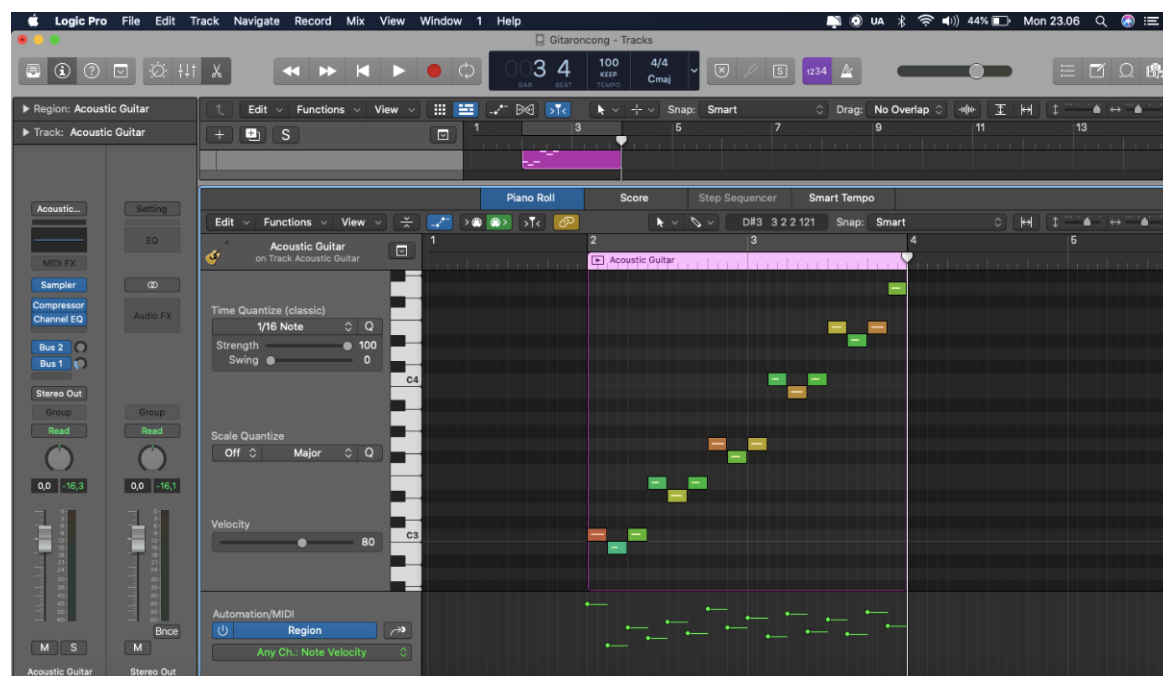 Logic Pro File Edit Track Navigate Record Mix View Window 1 Help UA 44% Mon 23.06
Gitaroncong - Tracks
003 4 100 4/4
KEEP Cmaj
BAR BEAT TEMPO
S 1234
Region: Acoustic Guitar
Edit Functions View Snap: Smart Drag: No Overlap
Track: Acoustic Guitar
S
1 3 5 7 9 11 13
Piano Roll Score Step Sequencer Smart Tempo
Acoustic... Setting
Edit Functions View D#3 3 2 2 121 Snap: Smart
EQ
Acoustic Guitar
on Track Acoustic Guitar
1 2 3 4 5
Acoustic Guitar
MIDI FX
Sampler
Compressor
Channel EQ
Audio FX
Time Quantize (classic)
1/16 Note Q
Strength 100
Swing 0
Bus 2
Bus 1
C4
Stereo Out
Group Group
Read Read
Scale Quantize
Off Major Q
0,0 -16,3 0,0 -16,1
Velocity
80
C3
Automation/MIDI
Region
Any Ch.: Note Velocity
Bnce
M S M
Acoustic Guitar Stereo Out